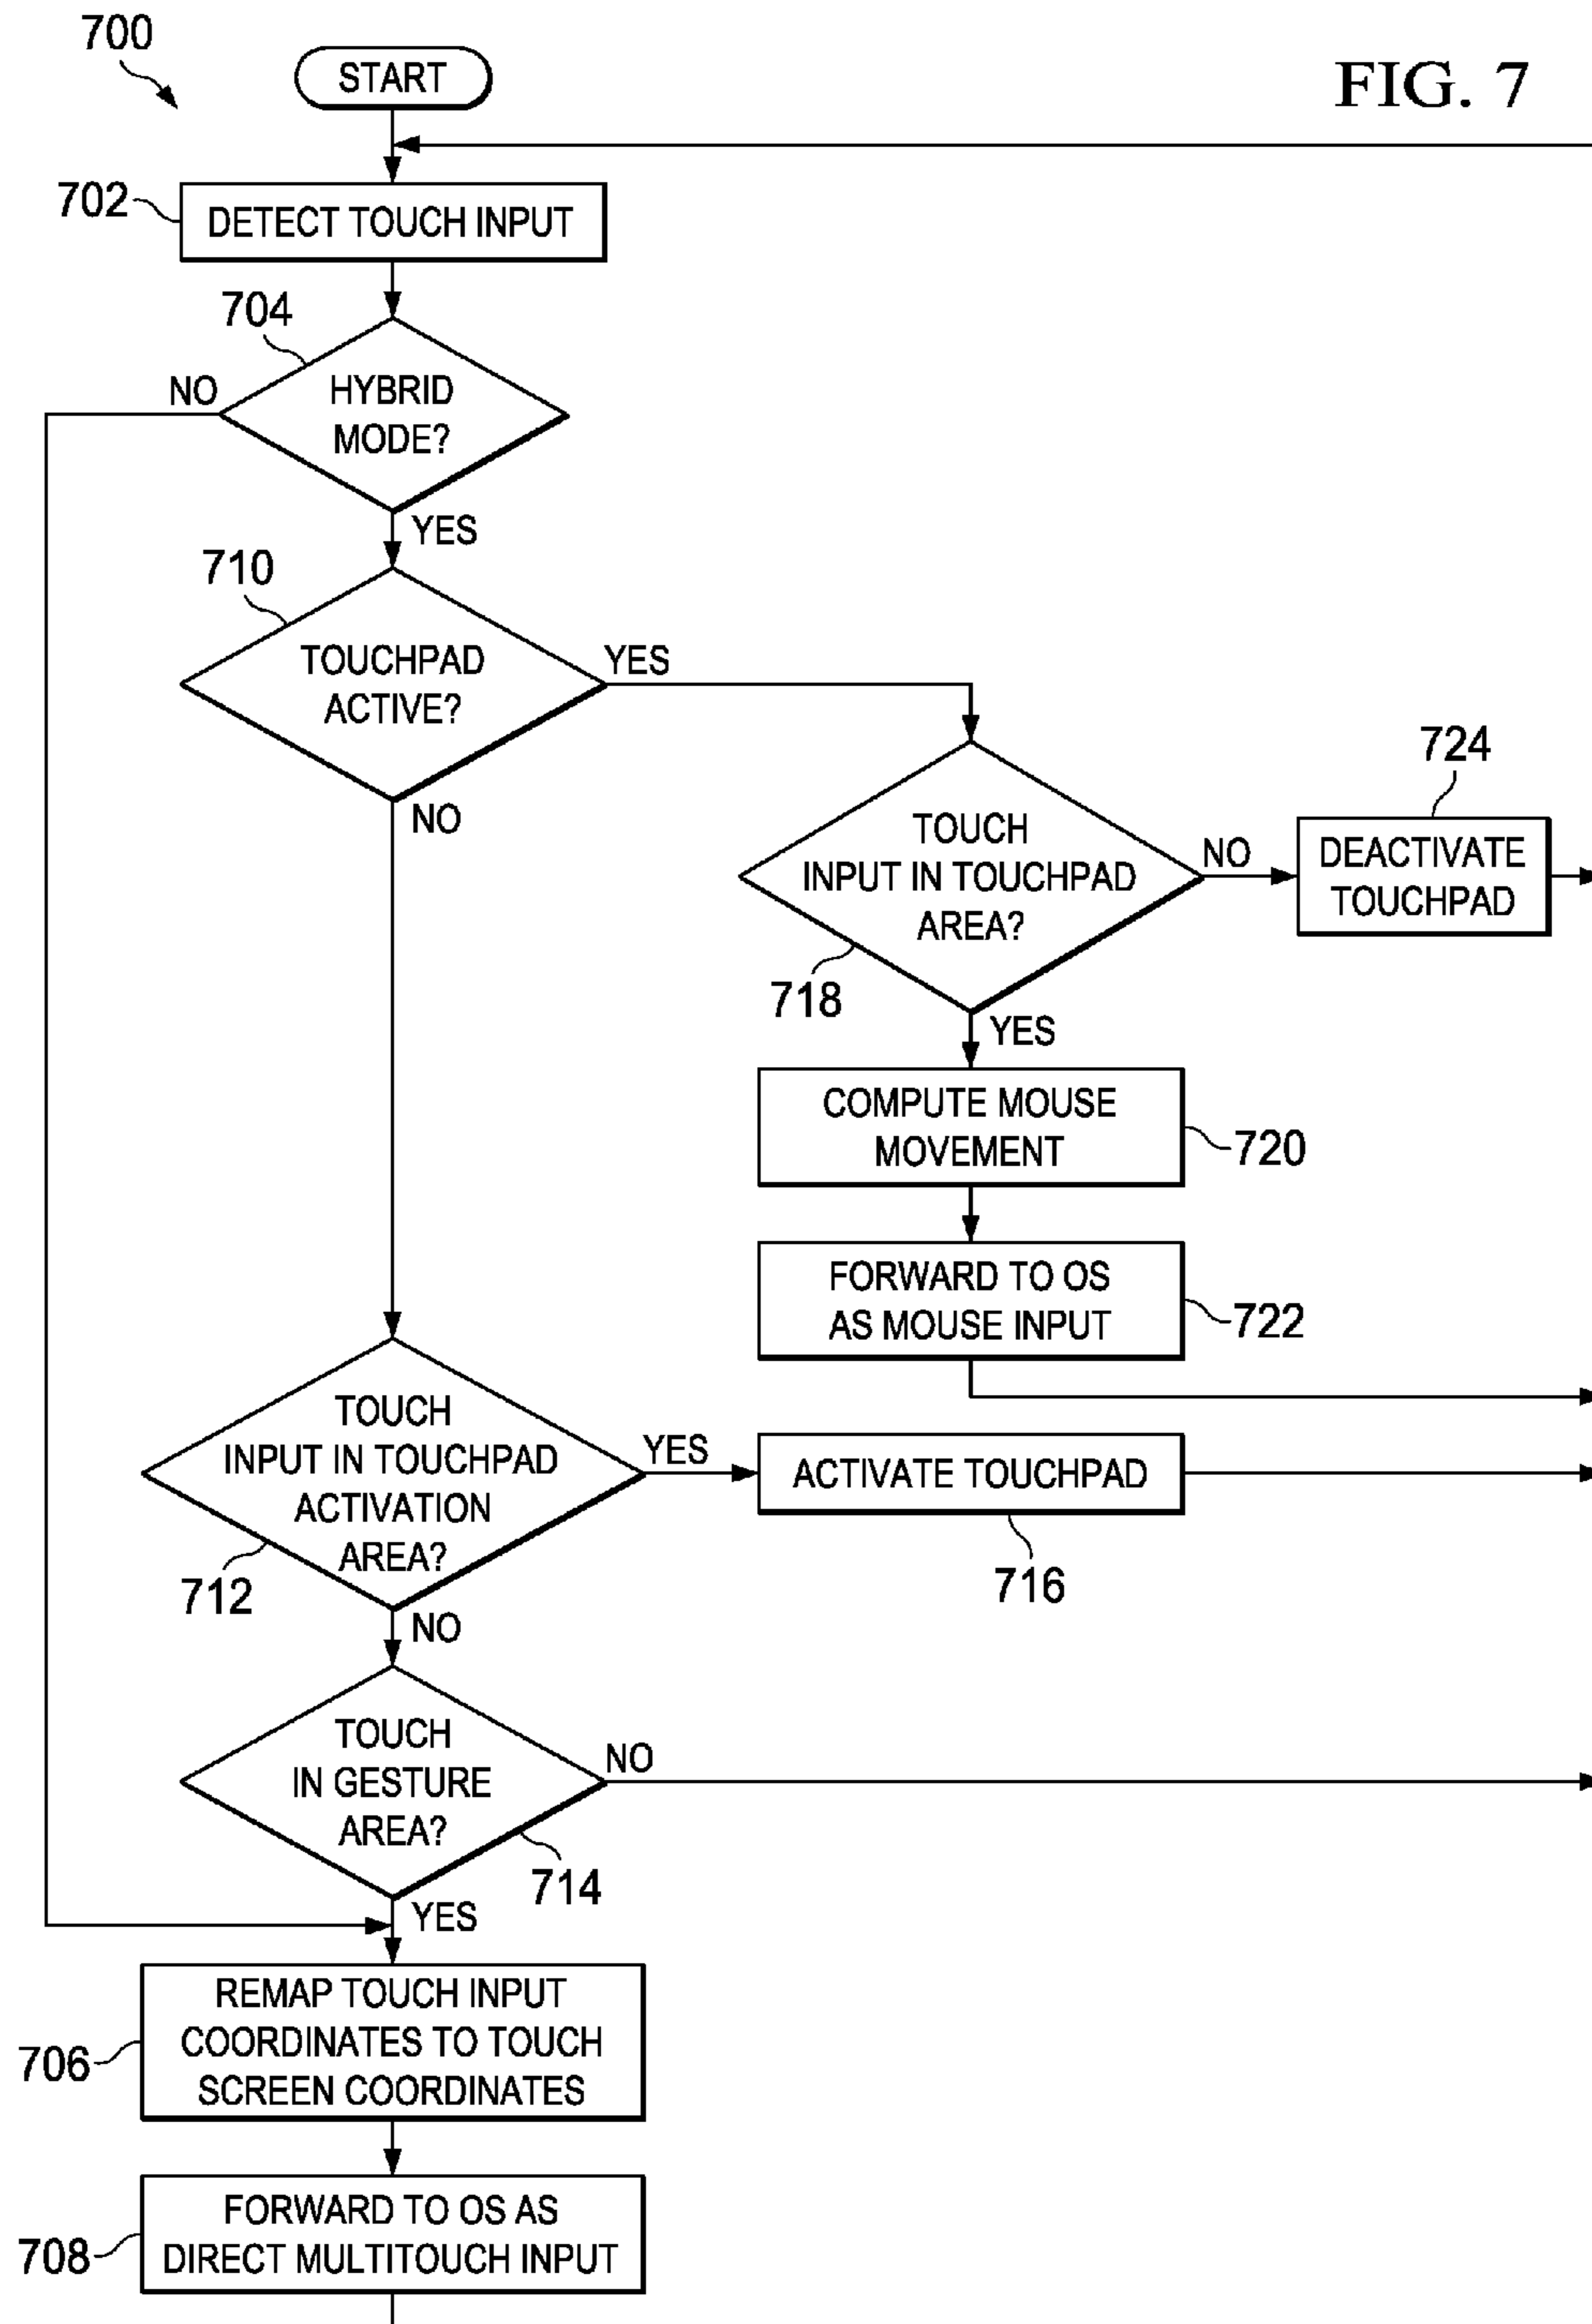 700
START
FIG. 7
702
DETECT TOUCH INPUT
704
NO
HYBRID
MODE?
YES
710
TOUCHPAD
ACTIVE?
YES
NO
724
TOUCH
INPUT IN TOUCHPAD
AREA?
NO
DEACTIVATE
TOUCHPAD
718
YES
COMPUTE MOUSE
MOVEMENT
720
FORWARD TO OS
AS MOUSE INPUT
722
TOUCH
INPUT IN TOUCHPAD
ACTIVATION
AREA?
YES
ACTIVATE TOUCHPAD
712
716
NO
TOUCH
IN GESTURE
AREA?
NO
714
YES
REMAP TOUCH INPUT
COORDINATES TO TOUCH
SCREEN COORDINATES
706
FORWARD TO OS AS
DIRECT MULTITOUCH INPUT
708